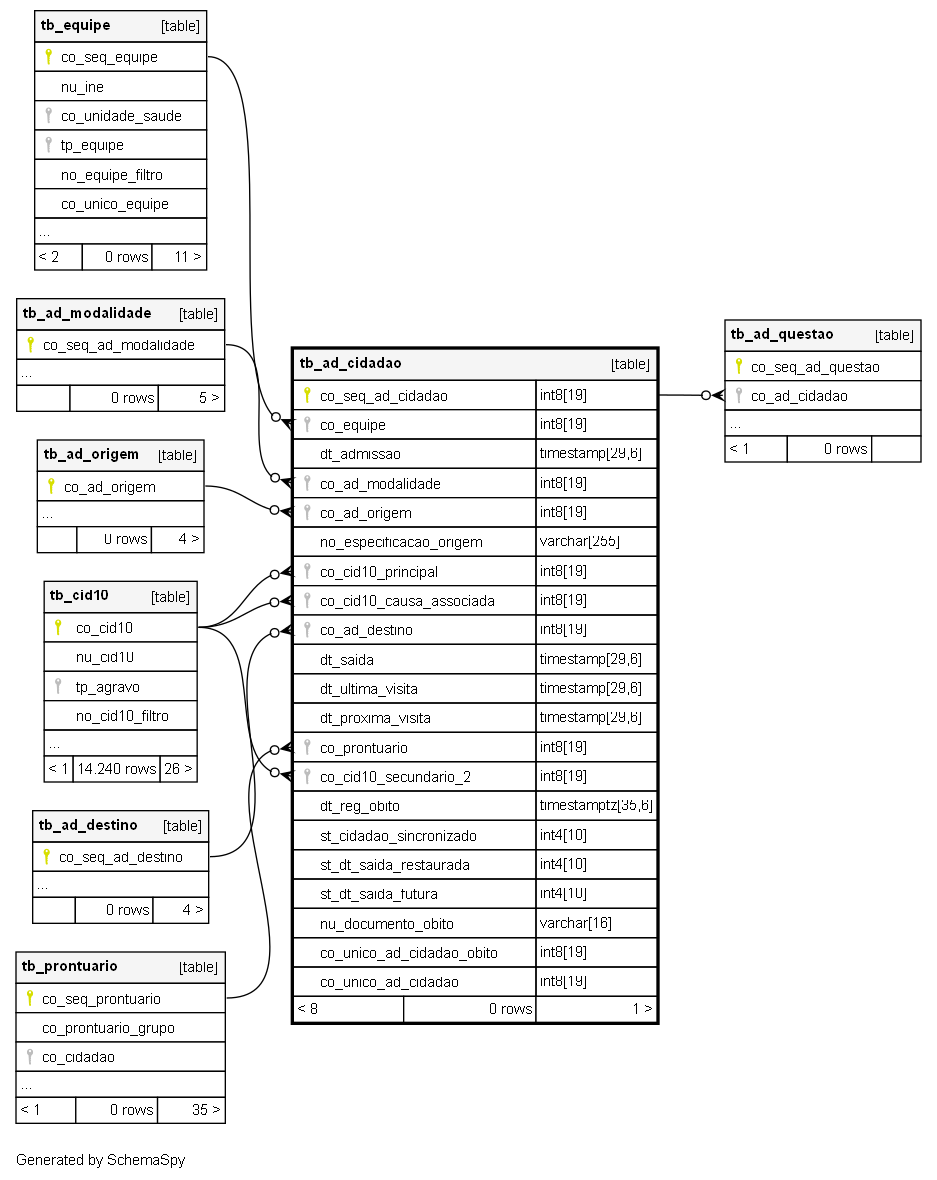 tb_equipe [table]
co_seq_equipe
nu_ine
co_unidade_saude
tp_equipe
no_equipe_filtro
co_unico_equipe
...
< 2 0 rows 11 >
tb_ad_modalidade [table]
co_seq_ad_modalidade
...
0 rows 5 >
tb_ad_origem [table]
co_ad_origem
...
0 rows 4 >
tb_cid10 [table]
co_cid10
nu_cid10
tp_agravo
no_cid10_filtro
...
< 1 14.240 rows 26 >
tb_ad_destino [table]
co_seq_ad_destino
...
0 rows 4 >
tb_prontuario [table]
co_seq_prontuario
co_prontuario_grupo
co_cidadao
...
< 1 0 rows 35 >
tb_ad_cidadao [table]
co_seq_ad_cidadao int8[19]
co_equipe int8[19]
dt_admissao timestamp[29,6]
co_ad_modalidade int8[19]
co_ad_origem int8[19]
no_especificacao_origem varchar[255]
co_cid10_principal int8[19]
co_cid10_causa_associada int8[19]
co_ad_destino int8[19]
dt_saida timestamp[29,6]
dt_ultima_visita timestamp[29,6]
dt_proxima_visita timestamp[29,6]
co_prontuario int8[19]
co_cid10_secundario_2 int8[19]
dt_reg_obito timestamptz[35,6]
st_cidadao_sincronizado int4[10]
st_dt_saida_restaurada int4[10]
st_dt_saida_futura int4[10]
nu_documento_obito varchar[16]
co_unico_ad_cidadao_obito int8[19]
co_unico_ad_cidadao int8[19]
< 8 0 rows 1 >
tb_ad_questao [table]
co_seq_ad_questao
co_ad_cidadao
...
< 1 0 rows
Generated by SchemaSpy